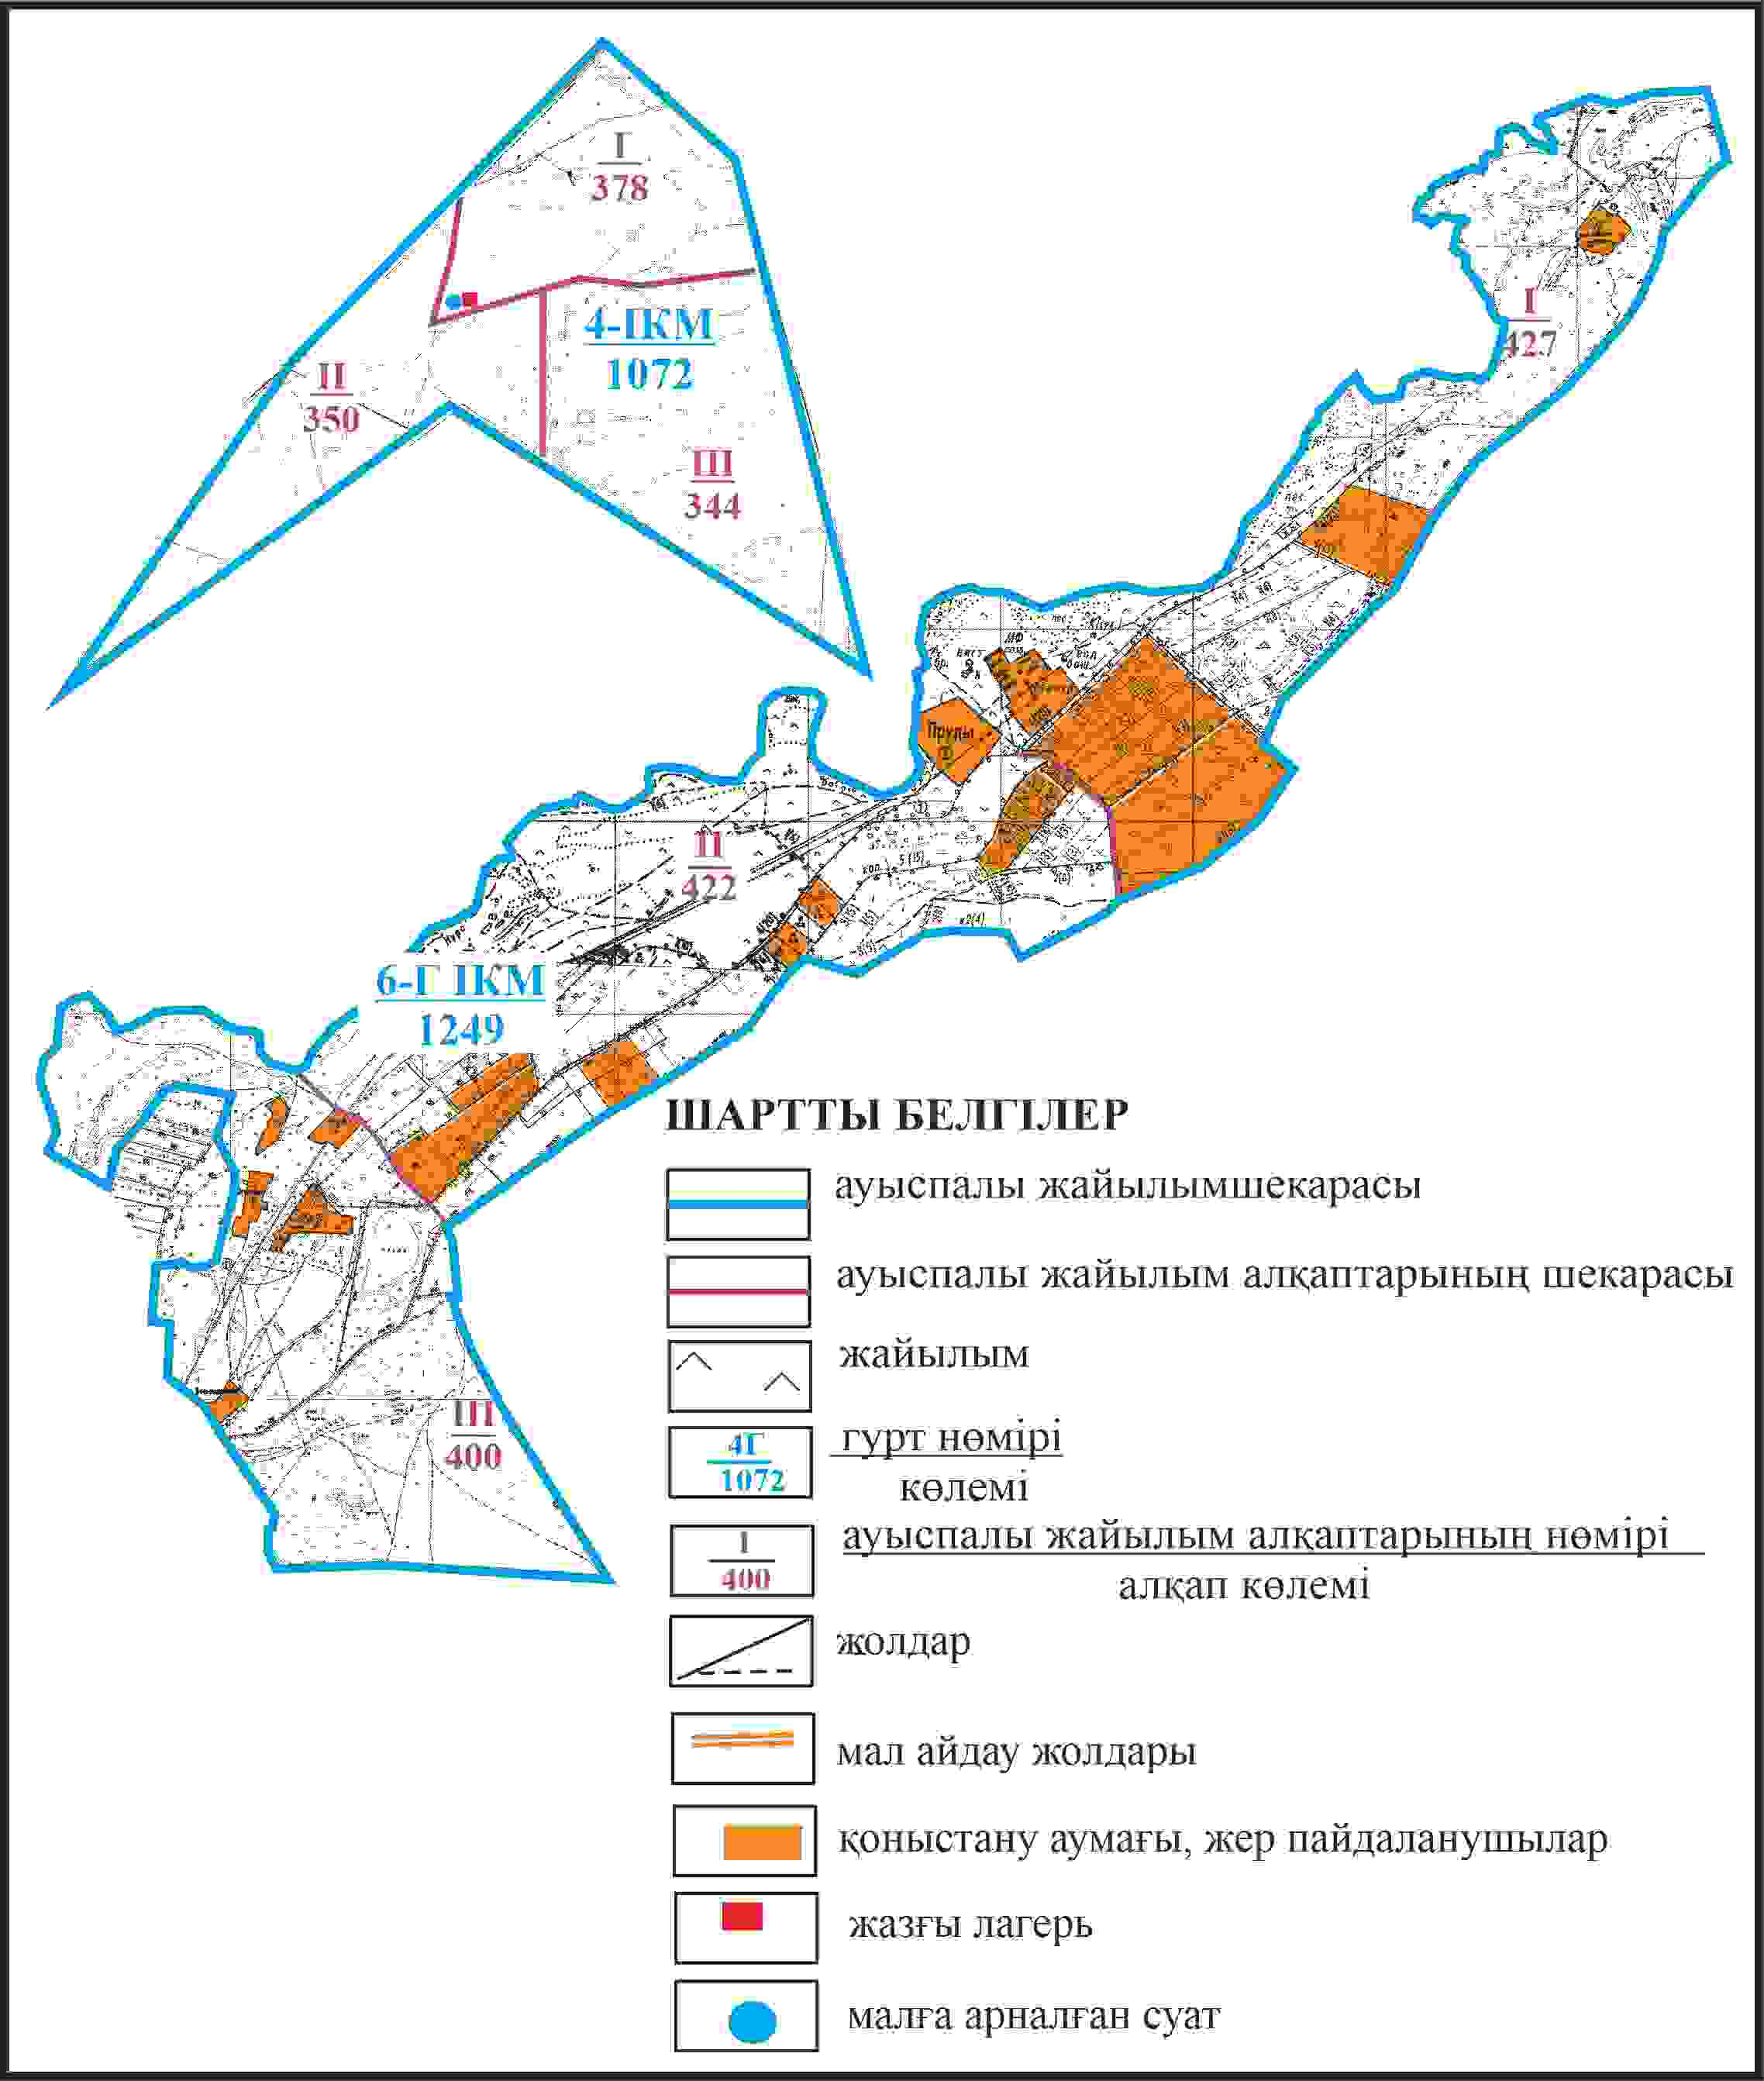 I
378
4-ІКМ
1072
II
350
III
344
I
427
Пруды
II
422
6-Г ІКМ
1249
III
400
ШАРТТЫ БЕЛГІЛЕР
ауыспалы жайылымшекарасы
ауыспалы жайылым алқаптарының шекарасы
жайылым
4Г
1072
гурт нөмірі
көлемі
I
400
ауыспалы жайылым алқаптарының нөмірі
алқап көлемі
жолдар
мал айдау жолдары
қоныстану аумағы, жер пайдаланушылар
жазғы лагерь
малға арналған суат